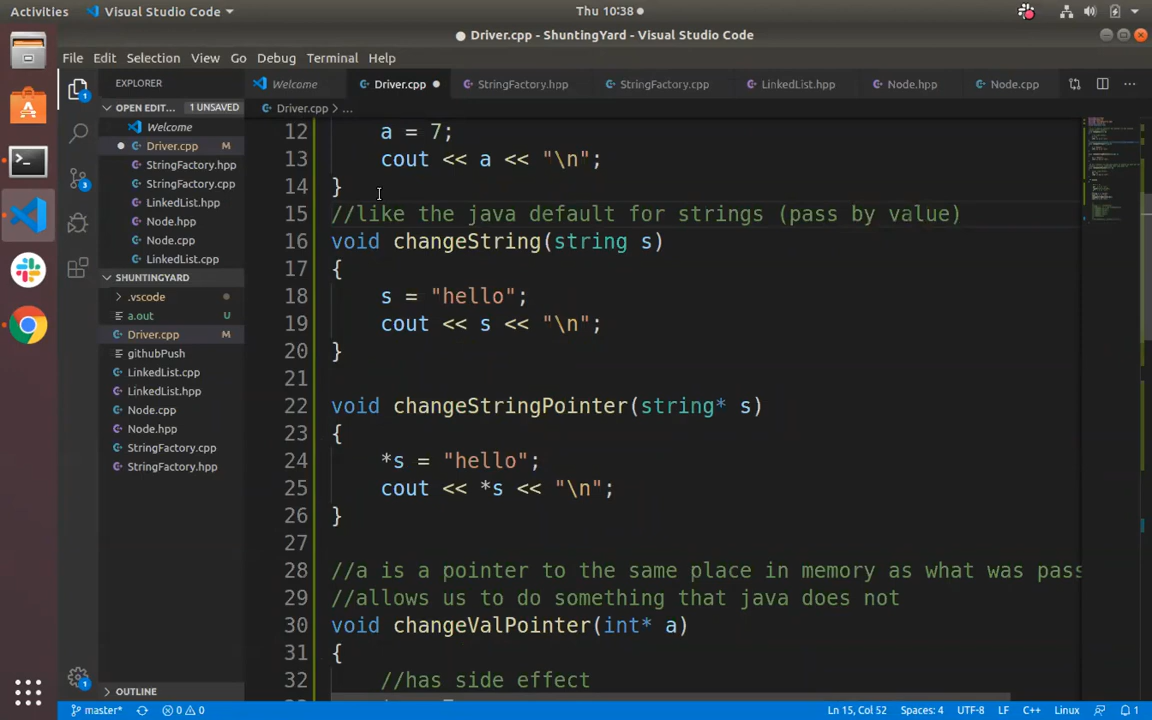 Activities Visual Studio Code Thu 10:38
Driver.cpp - ShuntingYard - Visual Studio Code
File Edit Selection View Go Debug Terminal Help
EXPLORER Welcome Driver.cpp StringFactory.hpp StringFactory.cpp LinkedList.hpp Node.hpp Node.cpp
OPEN EDIT... 1 UNSAVED
Driver.cpp > ...
Welcome
Driver.cpp M
StringFactory.hpp
StringFactory.cpp
LinkedList.hpp
Node.hpp
Node.cpp
LinkedList.cpp
SHUNTINGYARD
.vscode
a.out U
Driver.cpp M
githubPush
LinkedList.cpp
LinkedList.hpp
Node.cpp
Node.hpp
StringFactory.cpp
StringFactory.hpp
OUTLINE
1
3
1
12 a = 7;
13 cout << a << "\n";
14 }
15 //like the java default for strings (pass by value)
16 void changeString(string s)
17 {
18 s = "hello";
19 cout << s << "\n";
20 }
21
22 void changeStringPointer(string* s)
23 {
24 *s = "hello";
25 cout << *s << "\n";
26 }
27
28 //a is a pointer to the same place in memory as what was pass
29 //allows us to do something that java does not
30 void changeValPointer(int* a)
31 {
32 //has side effect
master* 0 0 Ln 15, Col 52 Spaces: 4 UTF-8 LF C++ Linux 1